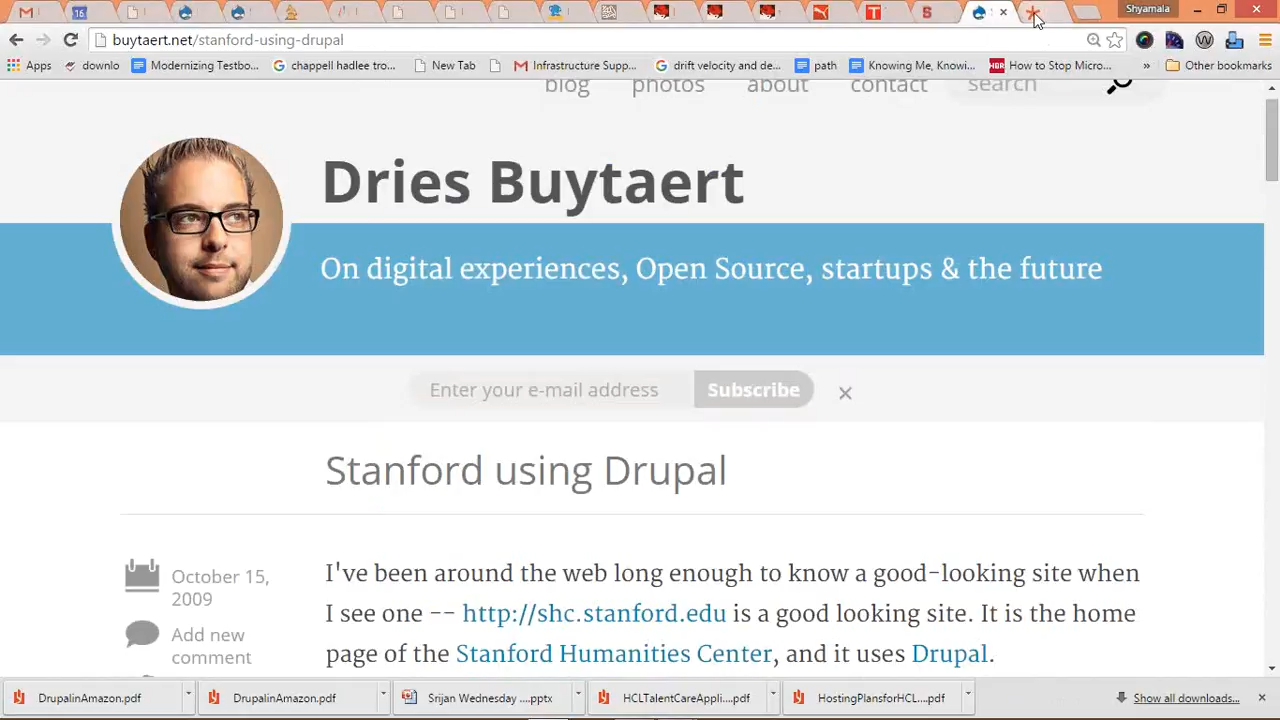 Shyamala
buytaert.net/stanford-using-drupal
Apps downlo Modernizing Testbo... chappell hadlee tro... New Tab Infrastructure Supp... drift velocity and de... path Knowing Me, Knowi... How to Stop Micro... » Other bookmarks
blog photos about contact search
Dries Buytaert
On digital experiences, Open Source, startups & the future
Enter your e-mail address Subscribe
Stanford using Drupal
October 15,
2009
Add new
comment
I've been around the web long enough to know a good-looking site when
I see one -- http://shc.stanford.edu is a good looking site. It is the home
page of the Stanford Humanities Center, and it uses Drupal.
DrupalinAmazon.pdf DrupalinAmazon.pdf Srijan Wednesday ....pptx HCLTalentCareAppli....pdf HostingPlansforHCL....pdf Show all downloads...